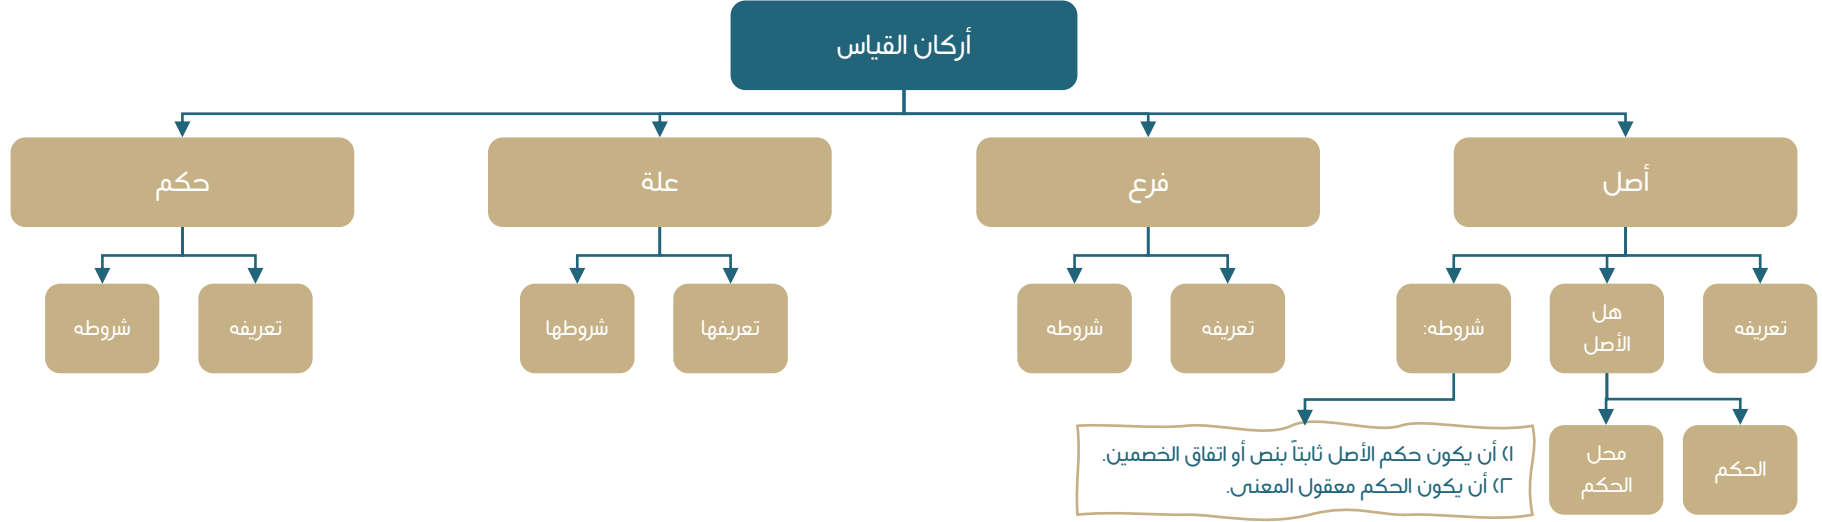 أركان القياس
أصل
فرع
علة
حكم
تعريفه
هل
الأصل
شروطه:
تعريفه
شروطه
تعريفها
شروطها
تعريفه
شروطه
الحكم
محل
الحكم
١) أن يكون حكم الأصل ثابتاً بنص أو اتفاق الخصمين.
٢) أن يكون الحكم معقول المعنى.